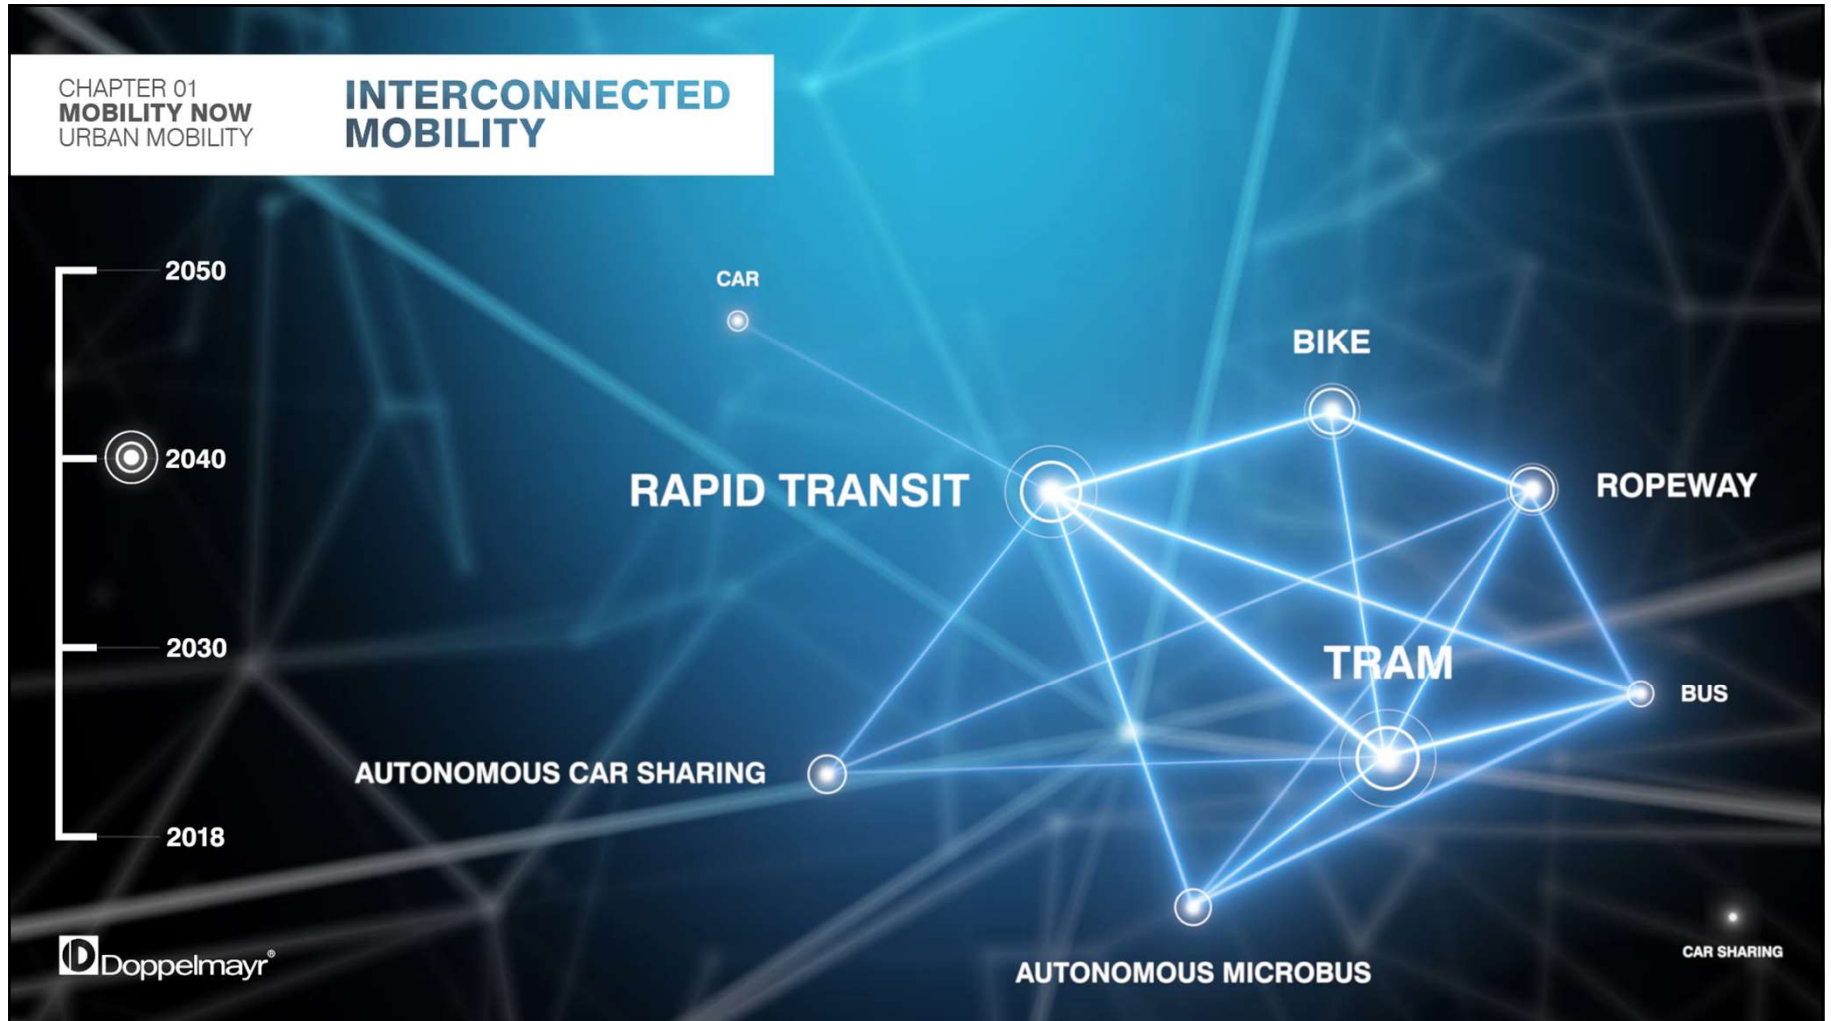 CHAPTER 01
MOBILITY NOW
URBAN MOBILITY
INTERCONNECTED
MOBILITY
2050
2040
2030
2018
CAR
BIKE
RAPID TRANSIT
ROPEWAY
TRAM
BUS
AUTONOMOUS CAR SHARING
AUTONOMOUS MICROBUS
CAR SHARING
Doppelmayr®